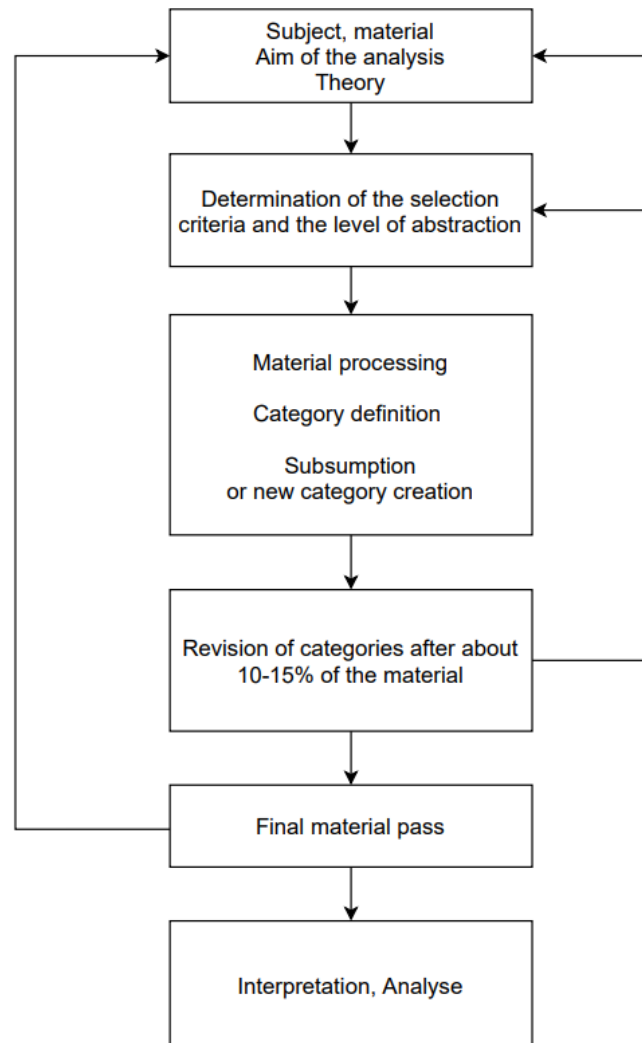 Subject, material
Aim of the analysis
Theory
Determination of the selection
criteria and the level of abstraction
Material processing
Category definition
Subsumption
or new category creation
Revision of categories after about
10-15% of the material
Final material pass
Interpretation, Analyse